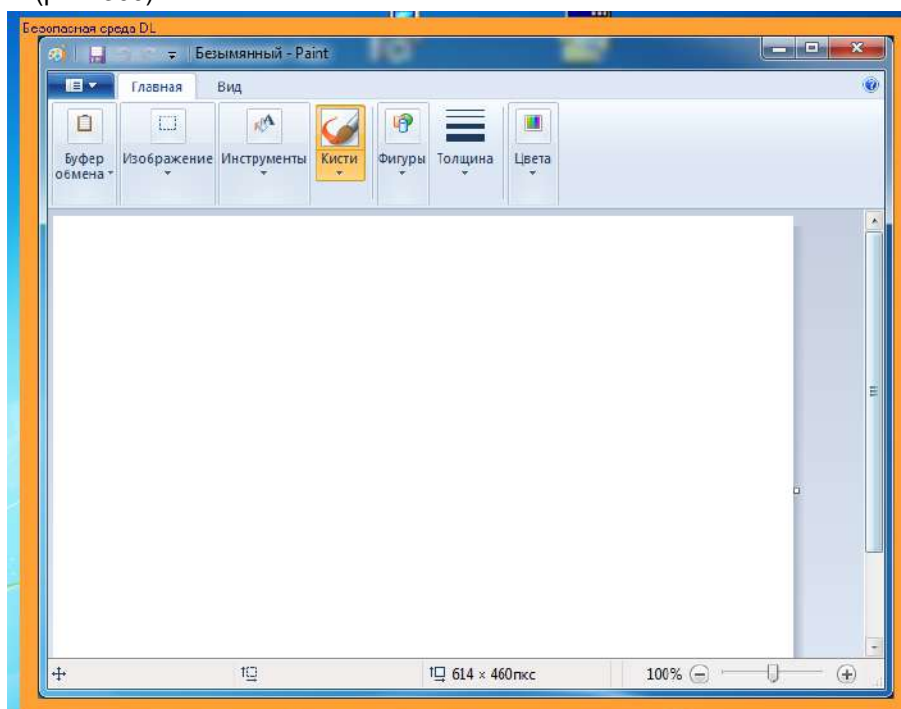 Безопасная среда DL
Безымянный - Paint
Главная Вид
Буфер обмена
Изображение
Инструменты
Кисти
Фигуры
Толщина
Цвета
614 × 460пкс
100%